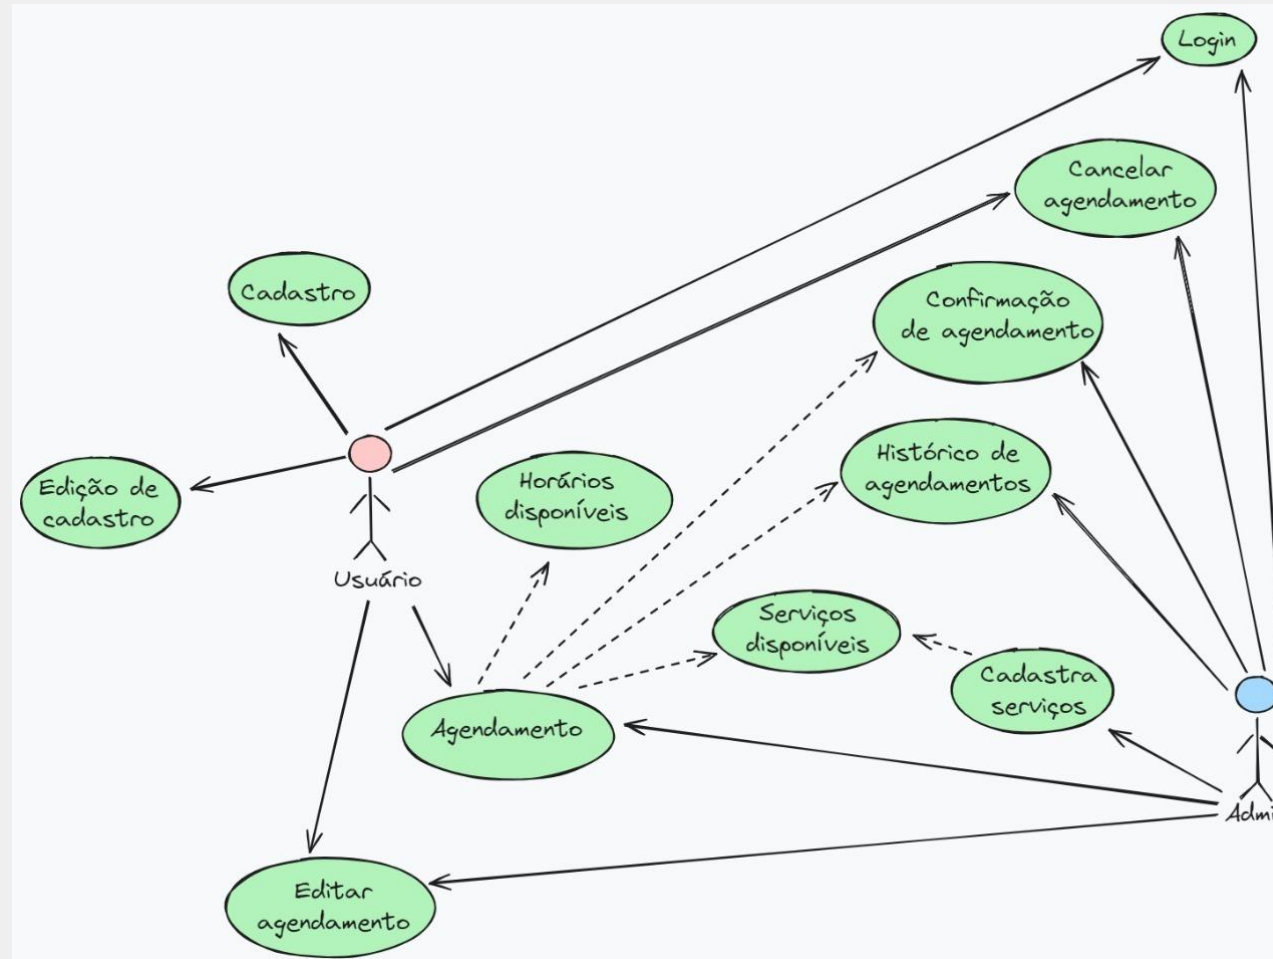 Login
Cancelar
agendamento
Cadastro
Confirmação
de agendamento
Edição de
cadastro
Horários
disponíveis
Histórico de
agendamentos
Usuário
Serviços
disponíveis
Cadastra
serviços
Agendamento
Admi
Editar
agendamento